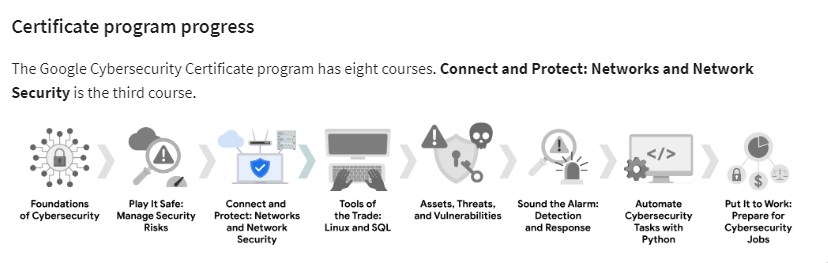 Certificate program progress
The Google Cybersecurity Certificate program has eight courses. Connect and Protect: Networks and Network
Security is the third course.
Foundations
of Cybersecurity
Play It Safe:
Manage Security
Risks
Connect and
Protect: Networks
and Network
Security
Tools of
the Trade:
Linux and SQL
Assets, Threats,
and Vulnerabilities
Sound the Alarm:
Detection
and Response
</>
Automate
Cybersecurity
Tasks with
Python
$
Put It to Work:
Prepare for
Cybersecurity
Jobs